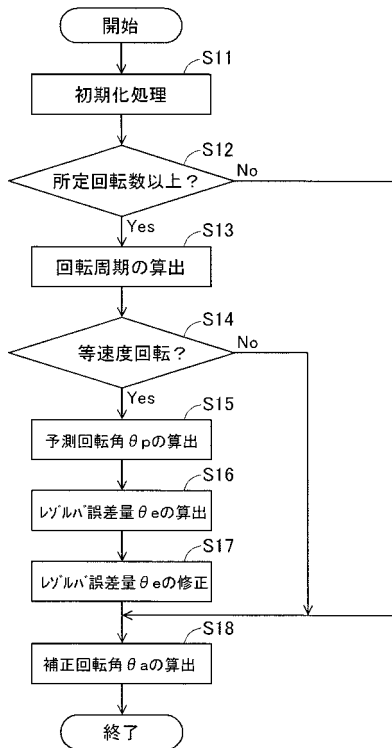 開始
S11
初期化処理
S12
所定回転数以上？
No
Yes
S13
回転周期の算出
S14
等速度回転？
No
Yes
S15
予測回転角θpの算出
S16
ﾚｿﾞﾙﾊﾞ誤差量θeの算出
S17
ﾚｿﾞﾙﾊﾞ誤差量θeの修正
S18
補正回転角θaの算出
終了